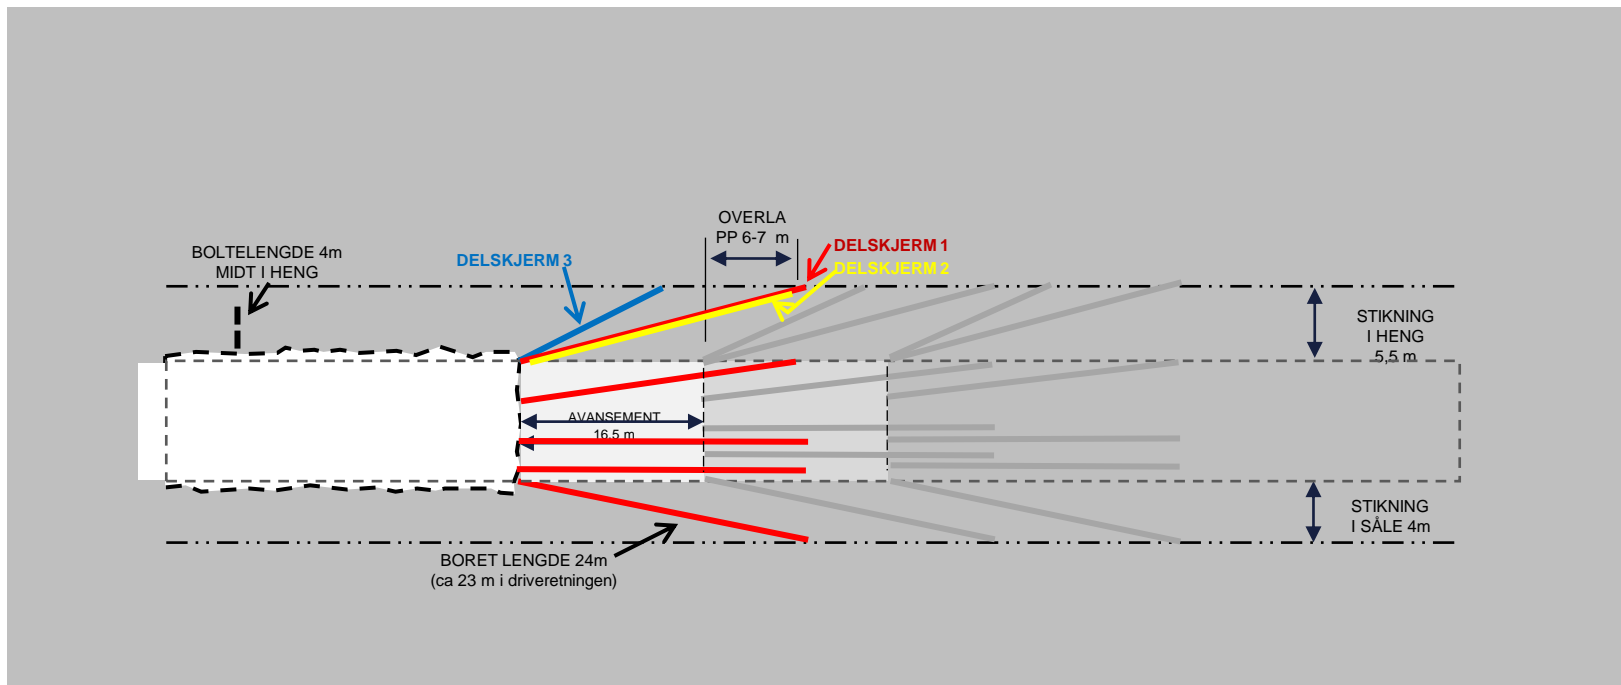 OVERLA
PP 6-7 m
BOLTELENGDE 4m
MIDT I HENG
DELSKJERM 3
DELSKJERM 1
DELSKJERM 2
STIKNING
I HENG
5,5 m
AVANSEMENT
16.5 m
STIKNING
I SÅLE 4m
BORET LENGDE 24m
(ca 23 m i driveretningen)